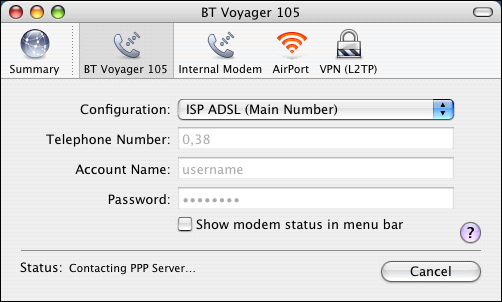 BT Voyager 105
Summary BT Voyager 105 Internal Modem AirPort VPN (L2TP)
Configuration: ISP ADSL (Main Number)
Telephone Number: 0,38
Account Name: username
Password: ••••••••
Show modem status in menu bar
?
Status: Contacting PPP Server... Cancel